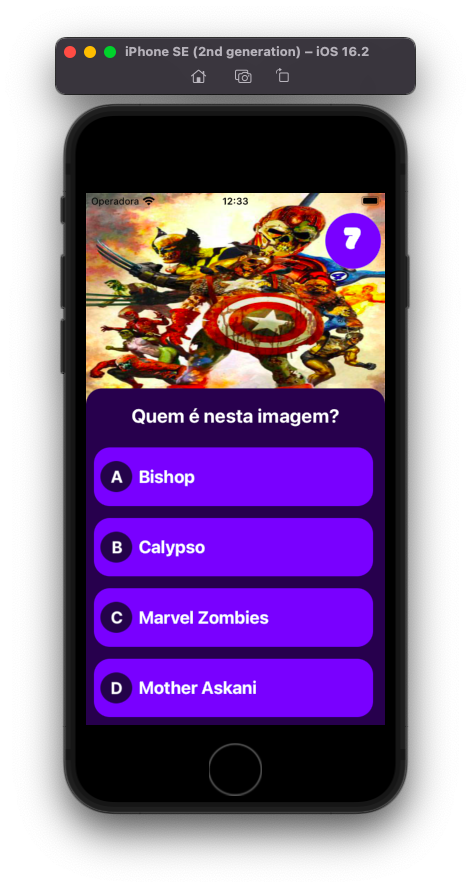 iPhone SE (2nd generation) – iOS 16.2
Operadora 12:33
7
Quem é nesta imagem?
A Bishop
B Calypso
C Marvel Zombies
D Mother Askani